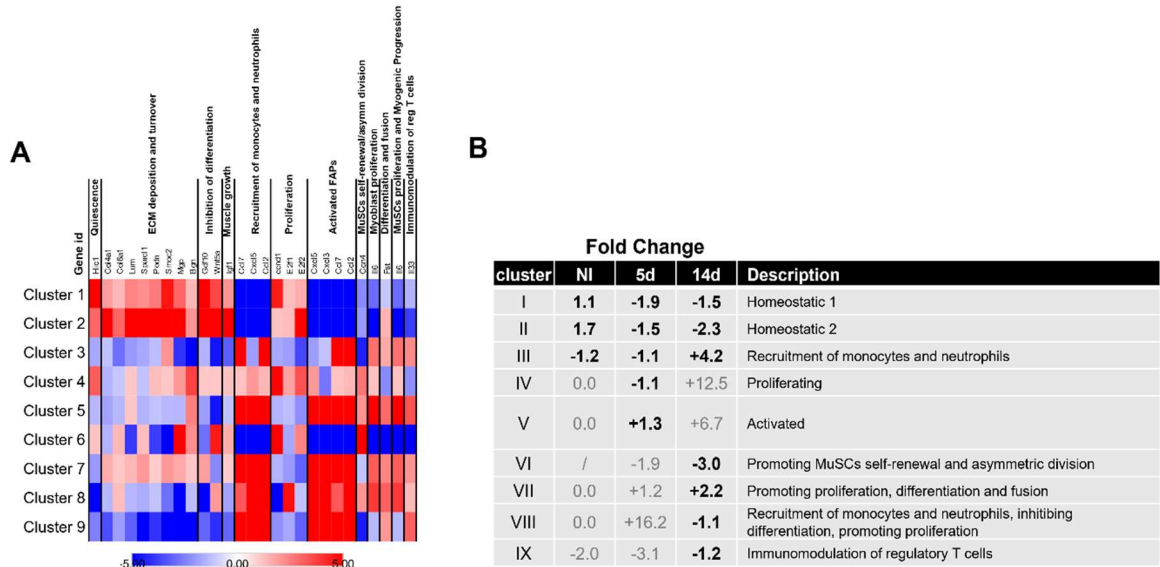 A
Gene id
Quiescence
ECM deposition and turnover
Inhibition of differentiation
Muscle growth
Recruitment of monocytes and neutrophils
Proliferation
Activated FAPs
MuSCs self-renewal/asymm division
Myoblast proliferation
Differentiation and fusion
MuSCs proliferation and Myogenic Progression
Immunomodulation of reg T cells
Hic1
Col4a1
Col6a1
Lum
Sparcl1
Podn
Smoc2
Mgp
Bgn
Gdf10
Wnt5a
Igf1
Ccl7
Cxcl5
Ccl2
ccnd1
E2f1
E2f2
Cxcl5
Cxcl3
Ccl7
Ccl2
Ccn4
Il6
Fst
Il6
Il33
Cluster 1
Cluster 2
Cluster 3
Cluster 4
Cluster 5
Cluster 6
Cluster 7
Cluster 8
Cluster 9
-5.00 0.00 5.00
B
Fold Change
cluster NI 5d 14d Description
I 1.1 -1.9 -1.5 Homeostatic 1
II 1.7 -1.5 -2.3 Homeostatic 2
III -1.2 -1.1 +4.2 Recruitment of monocytes and neutrophils
IV 0.0 -1.1 +12.5 Proliferating
V 0.0 +1.3 +6.7 Activated
VI / -1.9 -3.0 Promoting MuSCs self-renewal and asymmetric division
VII 0.0 +1.2 +2.2 Promoting proliferation, differentiation and fusion
VIII 0.0 +16.2 -1.1 Recruitment of monocytes and neutrophils, inhibiting
differentiation, promoting proliferation
IX -2.0 -3.1 -1.2 Immunomodulation of regulatory T cells